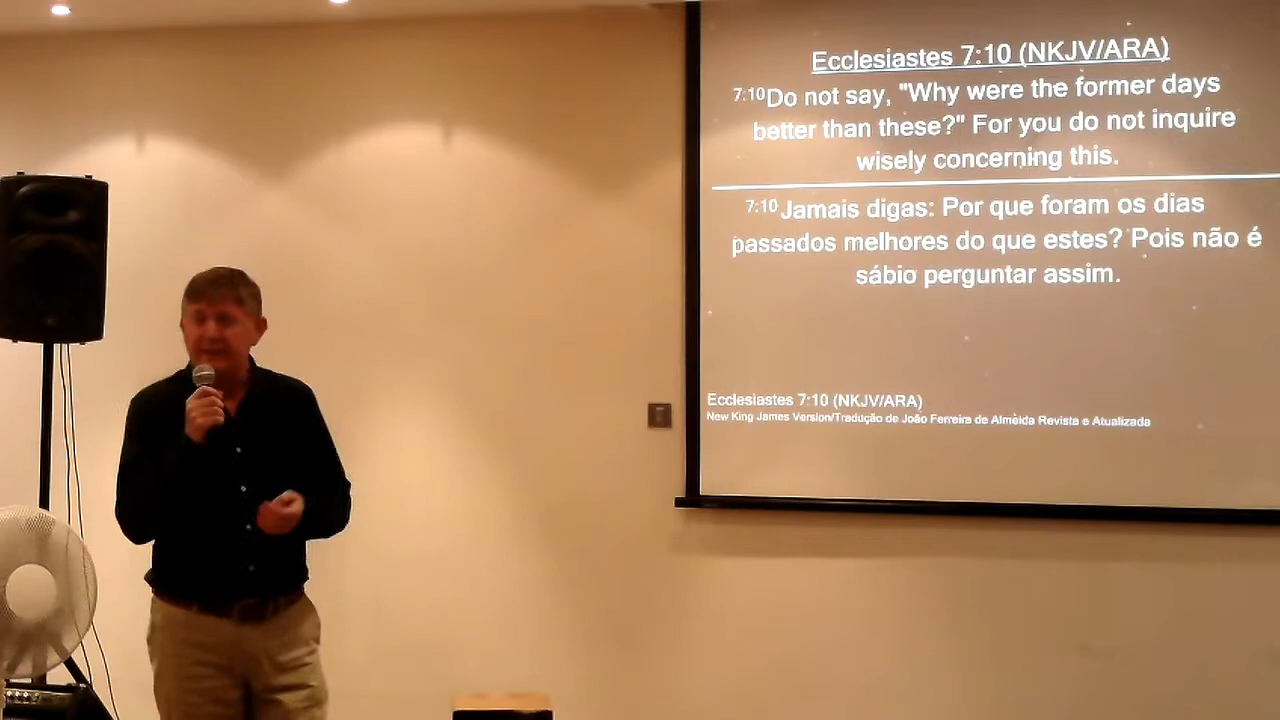 Ecclesiastes 7:10 (NKJV/ARA)
7:10Do not say, "Why were the former days
better than these?" For you do not inquire
wisely concerning this.
7:10Jamais digas: Por que foram os dias
passados melhores do que estes? Pois não é
sábio perguntar assim.
Ecclesiastes 7:10 (NKJV/ARA)
New King James Version/Tradução de João Ferreira de Almeida Revista e Atualizada